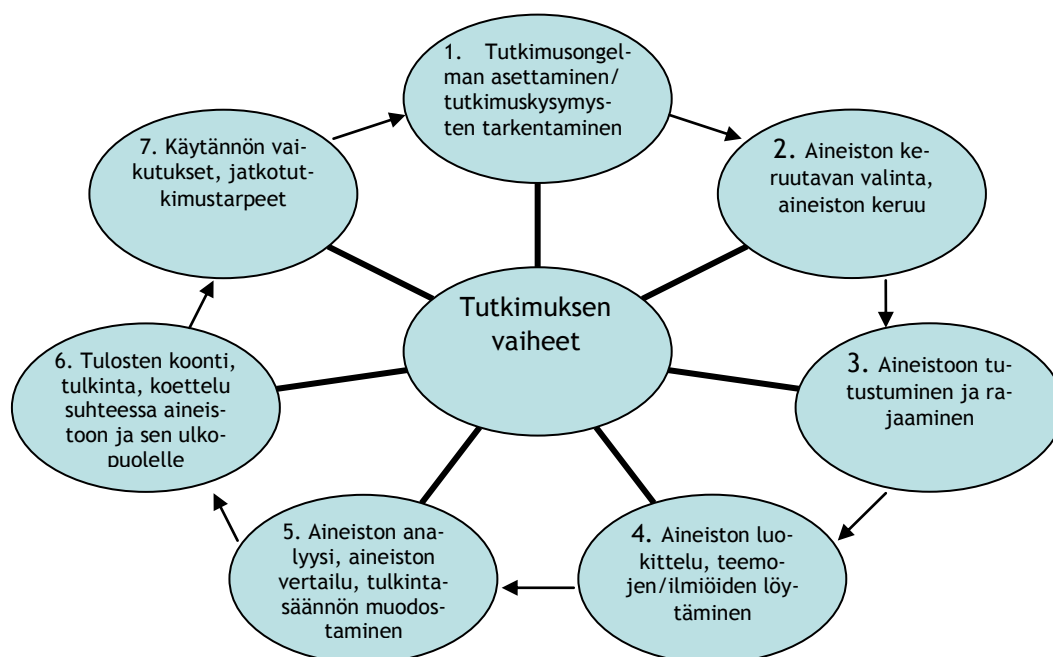 1. Tutkimusongel-
man asettaminen/
tutkimuskysymys-
ten tarkentaminen
2. Aineiston ke-
ruutavan valinta,
aineiston keruu
3. Aineistoon tu-
tustuminen ja ra-
jaaminen
4. Aineiston luo-
kittelu, teemo-
jen/ilmiöiden löy-
täminen
5. Aineiston ana-
lyysi, aineiston
vertailu, tulkinta-
säännön muodos-
taminen
6. Tulosten koonti,
tulkinta, koettelu
suhteessa aineis-
toon ja sen ulko-
puolelle
7. Käytännön vai-
kutukset, jatkotut-
kimustarpeet
Tutkimuksen
vaiheet